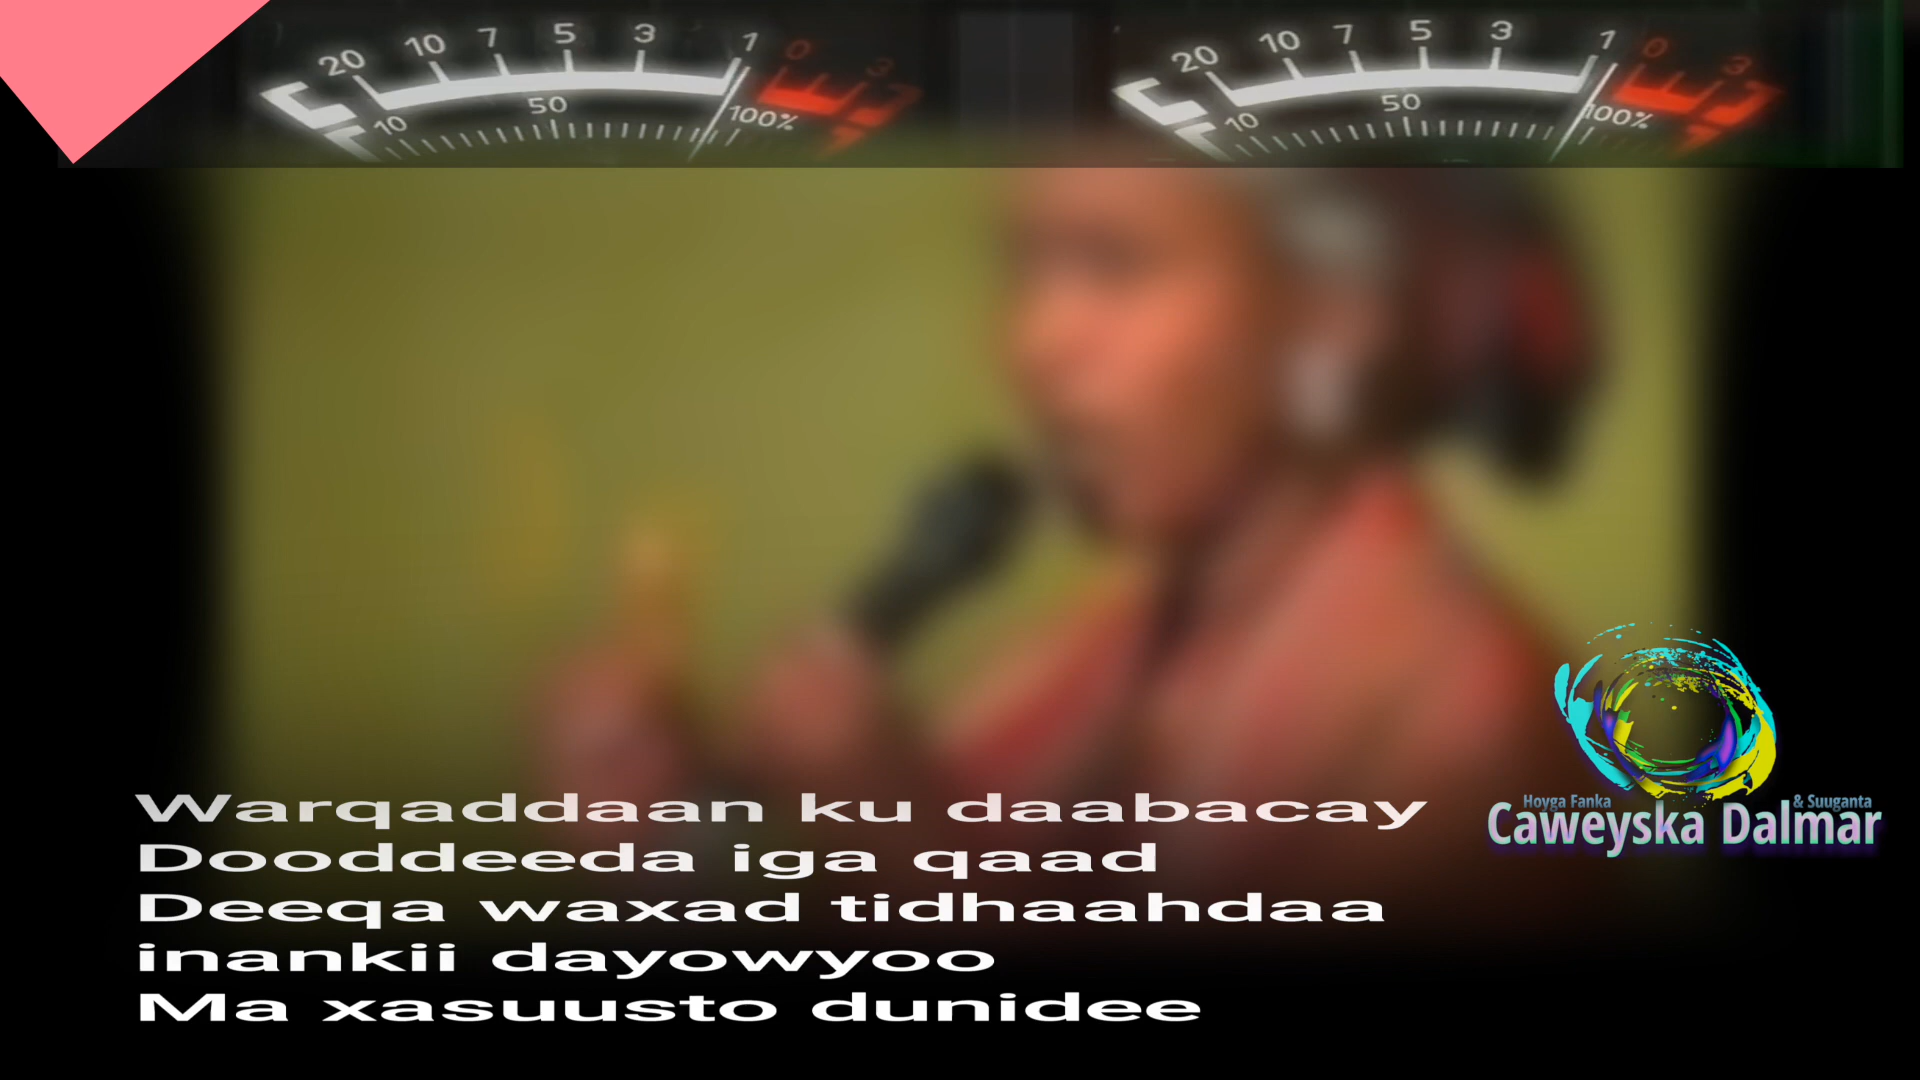 20 10 7 5 3 1 0 3
10 50 100%
20 10 7 5 3 1 0 3
10 50 100%
Hoyga Fanka & Suuganta
Caweyska Dalmar
Warqaddaan ku daabacay
Dooddeeda iga qaad
Deeqa waxad tidhaahdaa
inankii dayowyoo
Ma xasuusto dunidee